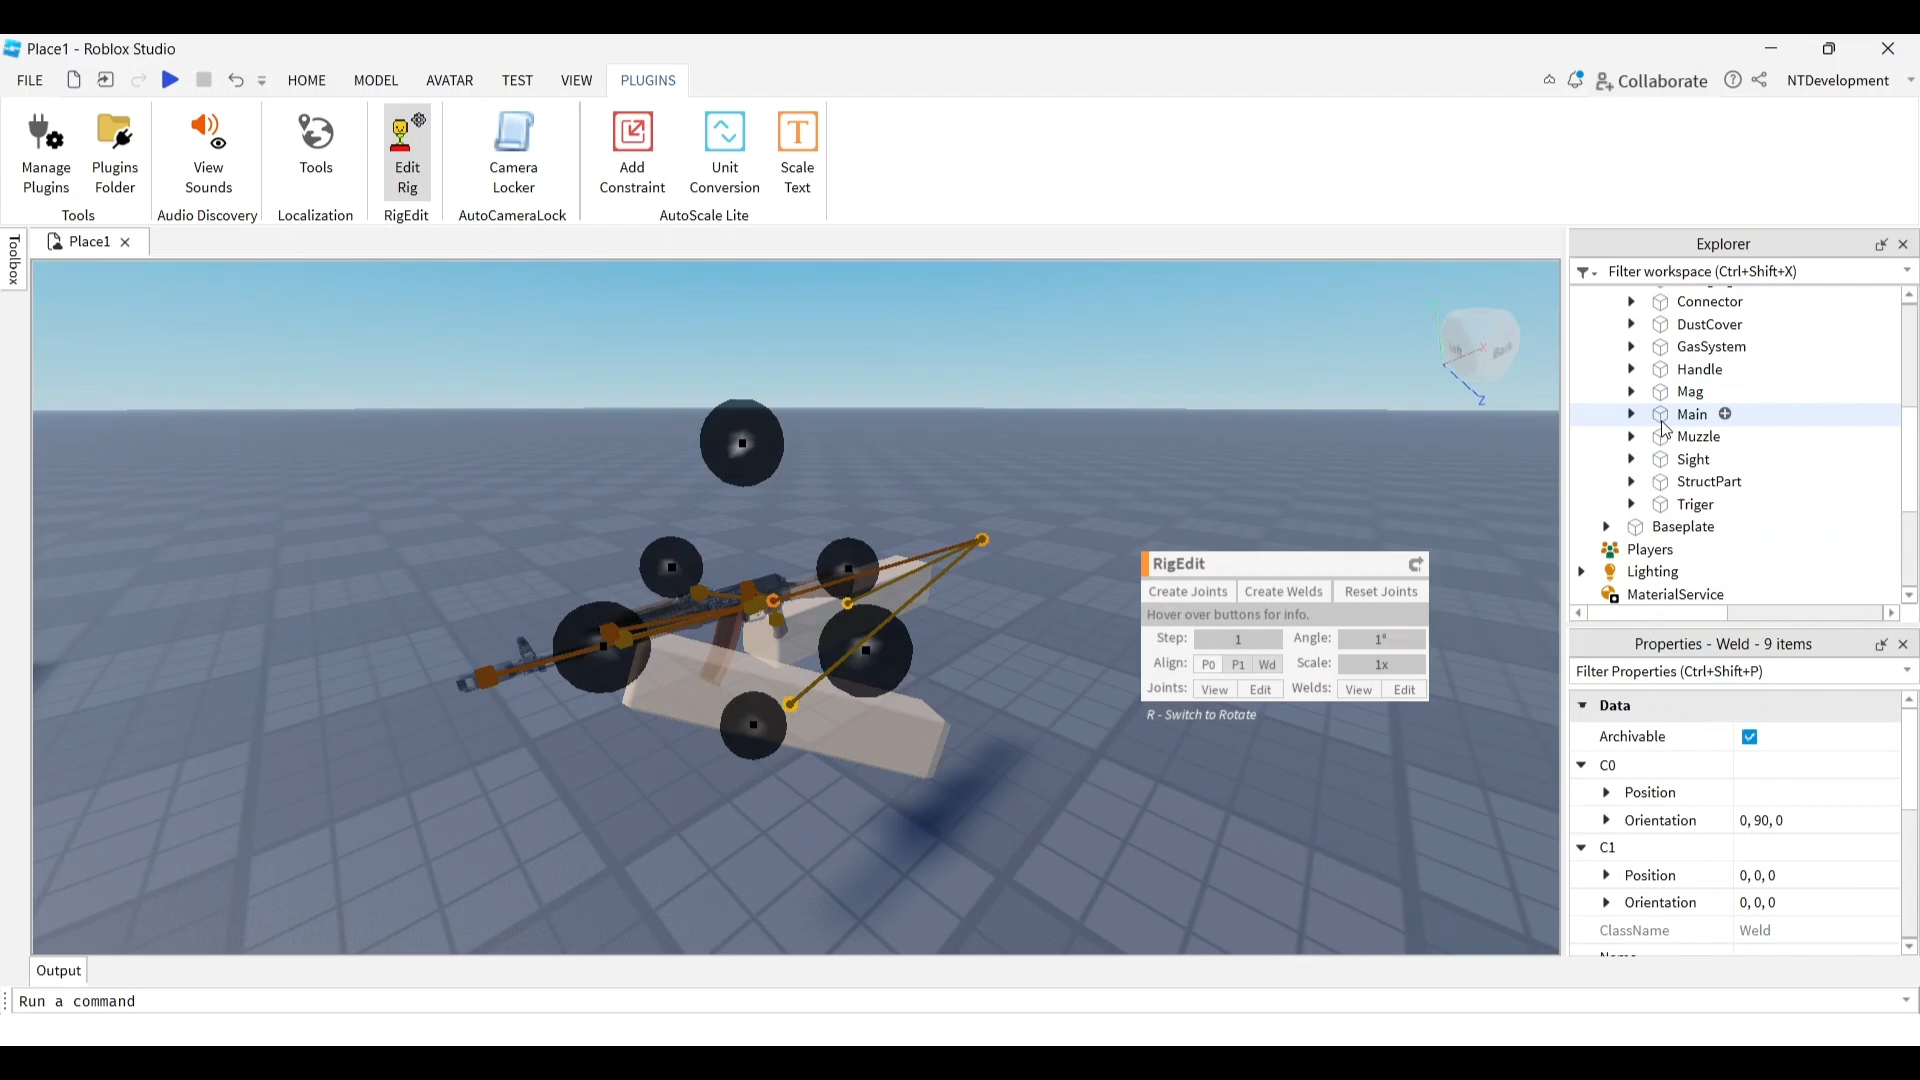 Place1 - Roblox Studio
FILE HOME MODEL AVATAR TEST VIEW PLUGINS Collaborate NTDevelopment
Manage Plugins
Plugins Folder
View Sounds
Tools
Edit Rig
Camera Locker
Add Constraint
Unit Conversion
Scale Text
Tools Audio Discovery Localization RigEdit AutoCameraLock AutoScale Lite
Toolbox
Place1
Back
X
Z
RigEdit
Create Joints Create Welds Reset Joints
Hover over buttons for info.
Step: 1 Angle: 1°
Align: P0 P1 Wd Scale: 1x
Joints: View Edit Welds: View Edit
R - Switch to Rotate
Explorer
Filter workspace (Ctrl+Shift+X)
Connector
DustCover
GasSystem
Handle
Mag
Main
Muzzle
Sight
StructPart
Triger
Baseplate
Players
Lighting
MaterialService
Properties - Weld - 9 items
Filter Properties (Ctrl+Shift+P)
Data
Archivable
C0
Position
Orientation 0, 90, 0
C1
Position 0, 0, 0
Orientation 0, 0, 0
ClassName Weld
Output
Run a command